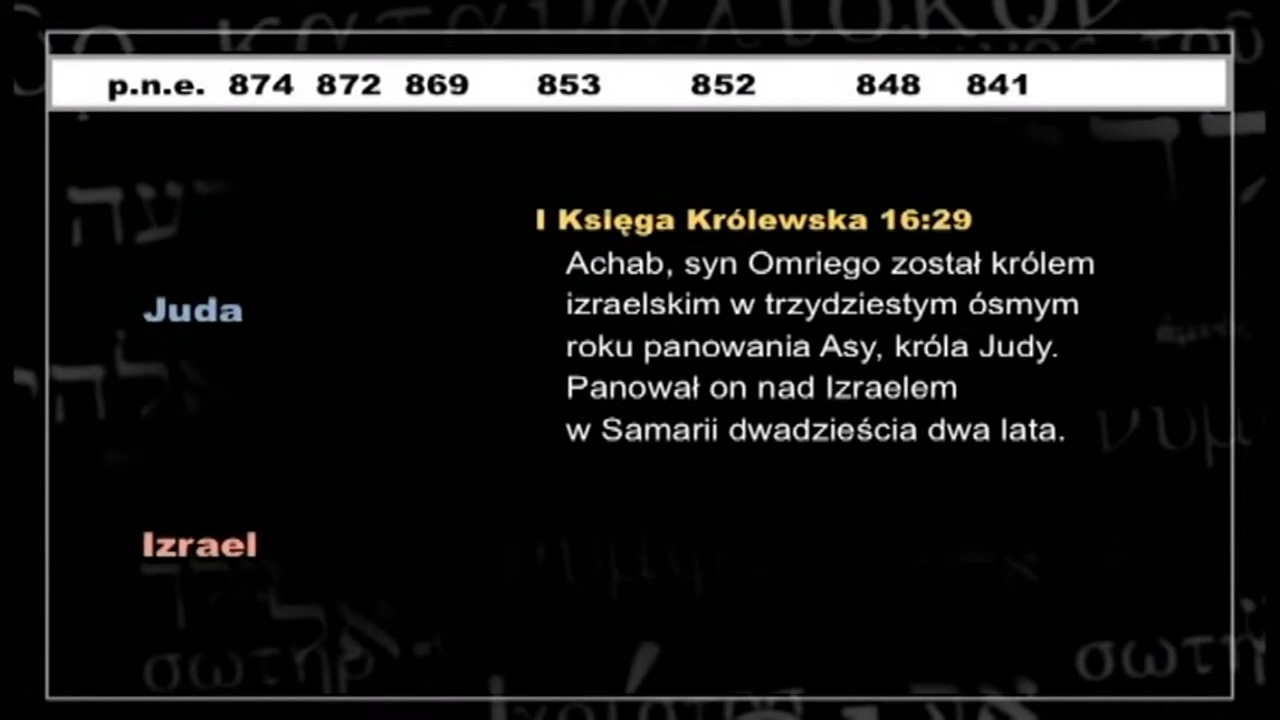 p.n.e. 874 872 869 853 852 848 841
I Księga Królewska 16:29
Achab, syn Omriego został królem
izraelskim w trzydziestym ósmym
roku panowania Asy, króla Judy.
Panował on nad Izraelem
w Samarii dwadzieścia dwa lata.
Juda
Izrael
σωτηρ